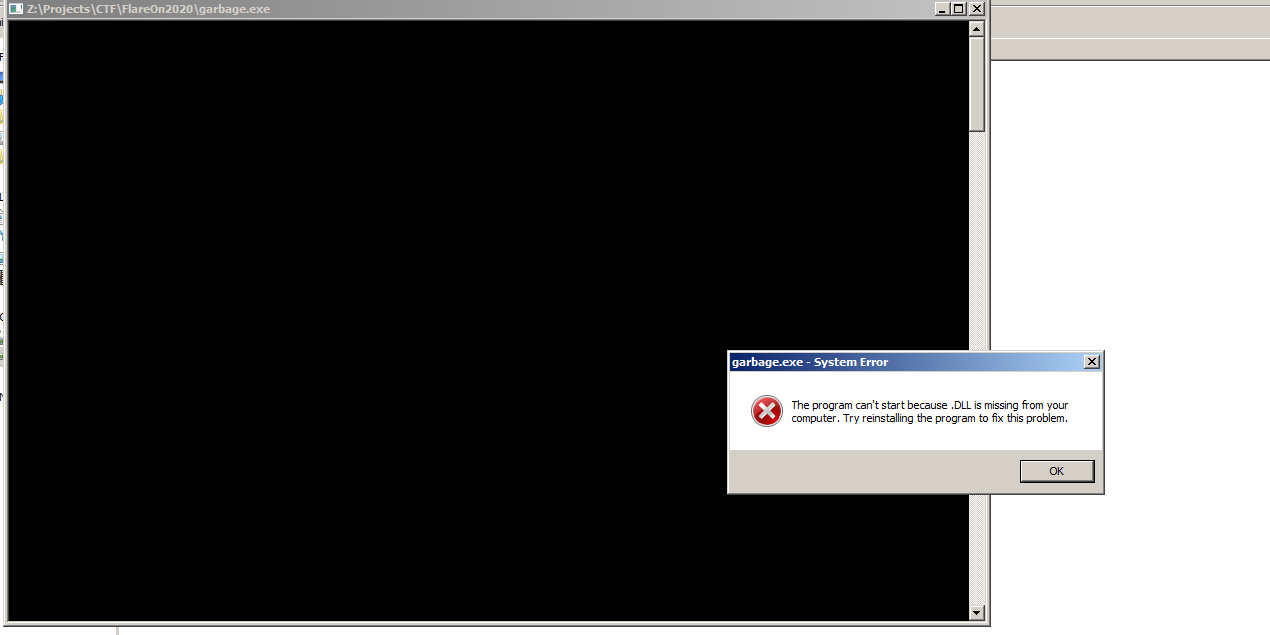 Z:\Projects\CTF\FlareOn2020\garbage.exe
garbage.exe - System Error
The program can't start because .DLL is missing from your
computer. Try reinstalling the program to fix this problem.
OK